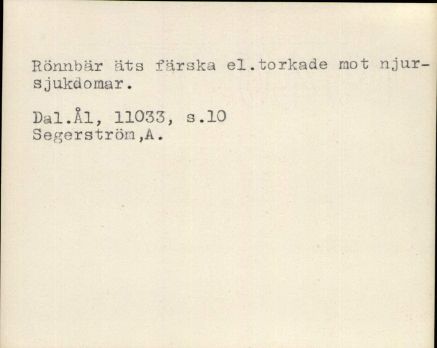 Rönnbär äts färska el.torkade mot njur-
sjukdomar.
Dal.Ål, 11033, s.10
Segerström,A.